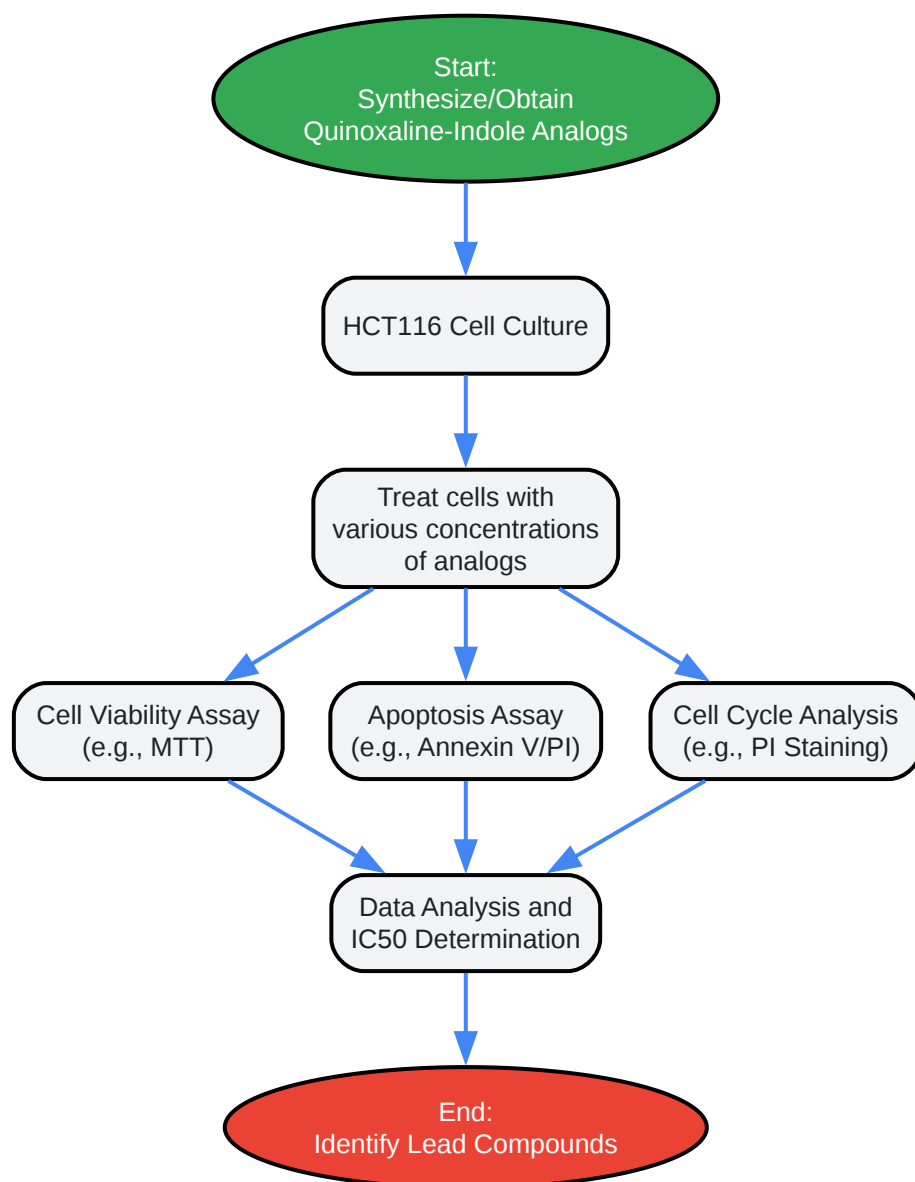 Start:
Synthesize/Obtain
Quinoxaline-Indole Analogs
HCT116 Cell Culture
Treat cells with
various concentrations
of analogs
Cell Viability Assay
(e.g., MTT)
Apoptosis Assay
(e.g., Annexin V/PI)
Cell Cycle Analysis
(e.g., PI Staining)
Data Analysis and
IC50 Determination
End:
Identify Lead Compounds